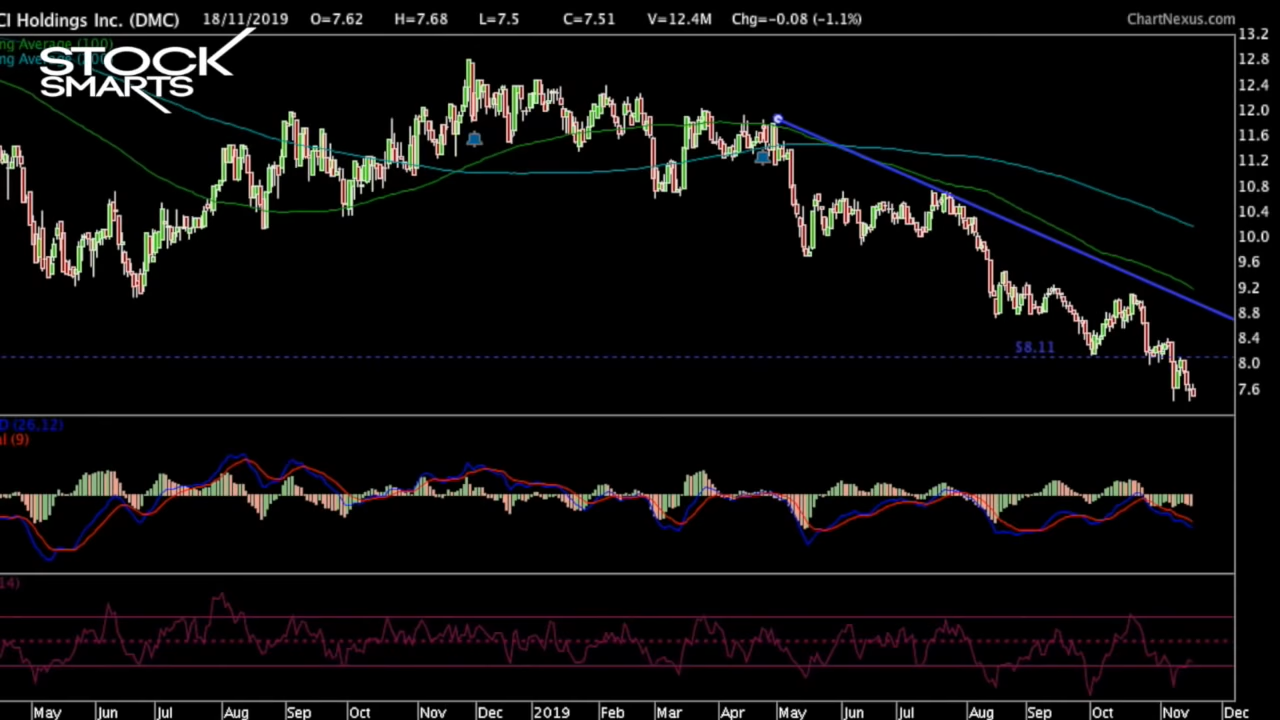 CI Holdings Inc. (DMC) 18/11/2019 O=7.62 H=7.68 L=7.5 C=7.51 V=12.4M Chg=-0.08 (-1.1%) ChartNexus.com
ng Average (100)
STOCK
SMARTS
13.2
12.8
12.4
12.0
11.6
11.2
10.8
10.4
10.0
9.6
9.2
8.8
8.4
8.0
7.6
$8.11
D (26,12)
al (9)
14)
May Jun Jul Aug Sep Oct Nov Dec 2019 Feb Mar Apr May Jun Jul Aug Sep Oct Nov Dec